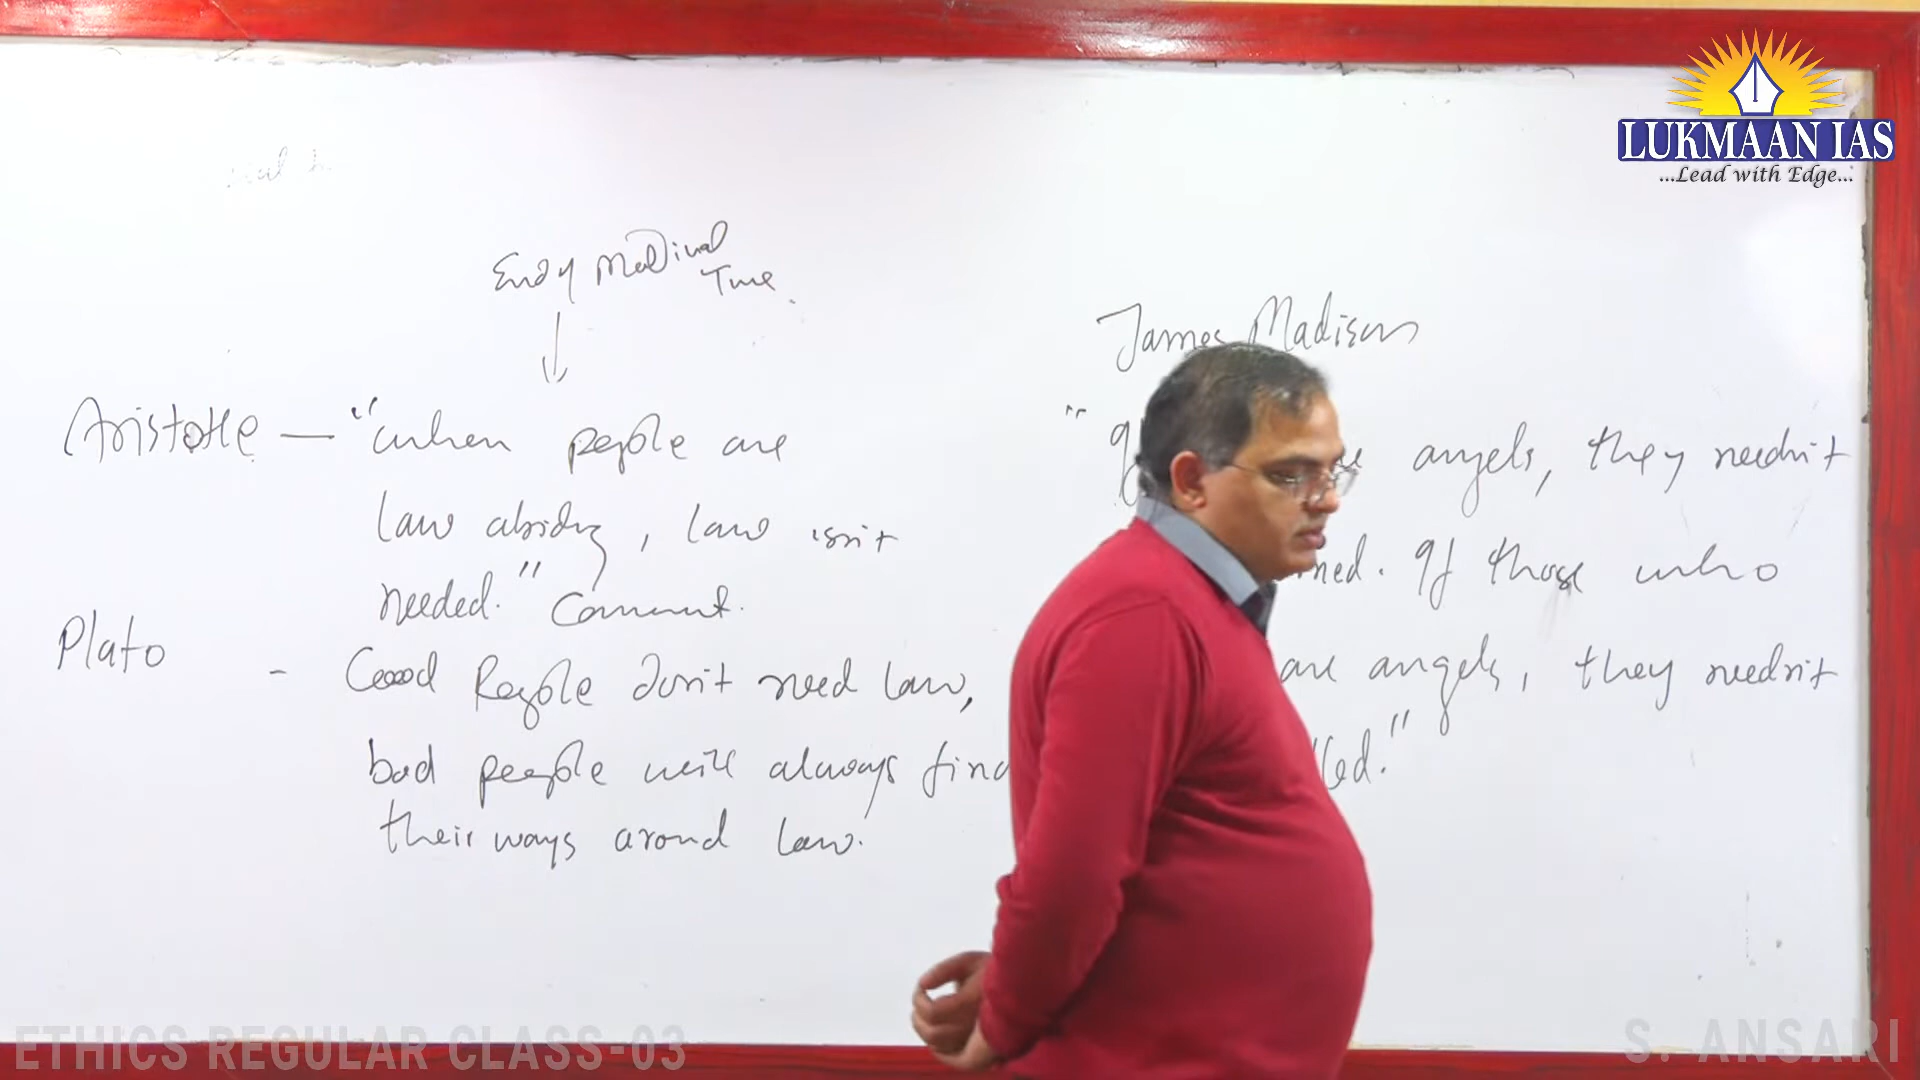 LUKMAAN IAS
...Lead with Edge...
End of Medival
Time
James Madison
Aristotle — "when people are
law abiding, law isn't
needed." Comment.
Plato
- Good People don't need law,
bad people will always find
their ways around law.
" angels, they needn't
. If those who
are angels, they needn't
"
ETHICS REGULAR CLASS-03
S. ANSARI